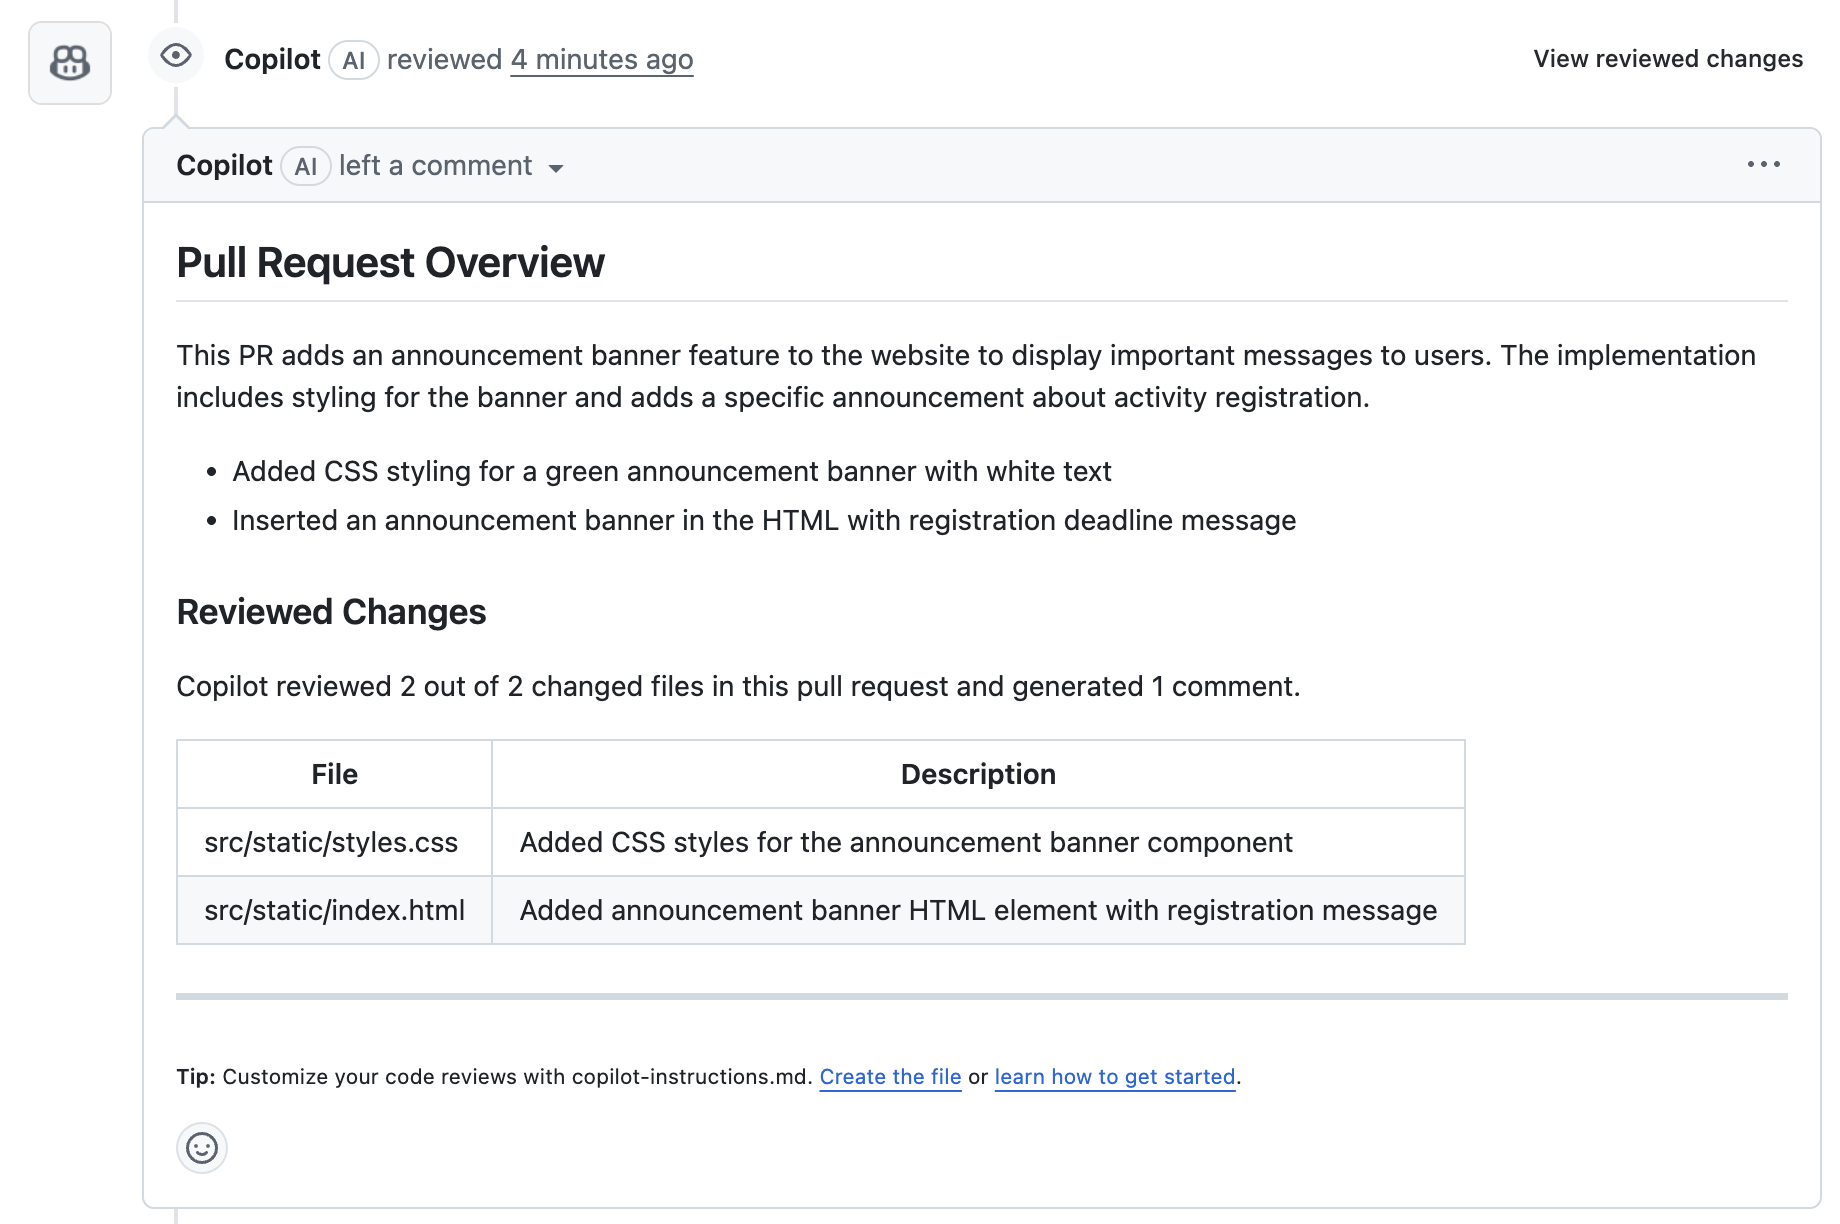 Copilot AI reviewed 4 minutes ago
View reviewed changes
Copilot AI left a comment
Pull Request Overview
This PR adds an announcement banner feature to the website to display important messages to users. The implementation
includes styling for the banner and adds a specific announcement about activity registration.
• Added CSS styling for a green announcement banner with white text
• Inserted an announcement banner in the HTML with registration deadline message
Reviewed Changes
Copilot reviewed 2 out of 2 changed files in this pull request and generated 1 comment.
File Description
src/static/styles.css Added CSS styles for the announcement banner component
src/static/index.html Added announcement banner HTML element with registration message
Tip: Customize your code reviews with copilot-instructions.md. Create the file or learn how to get started.